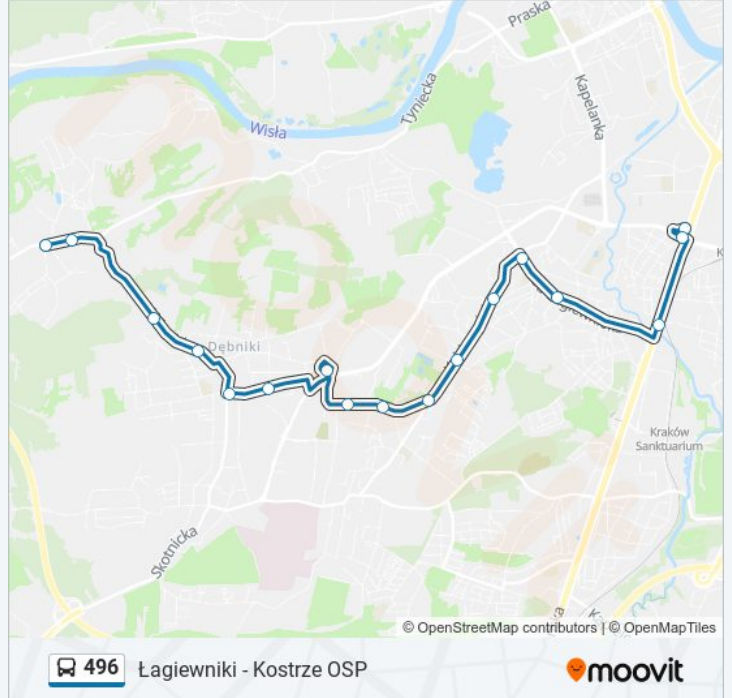 Praska
Kapelanka
Tyniecka
Wisła
Dębniki
Kraków
Sanktuarium
Skotnicka
© OpenStreetMap contributors | © OpenMapTiles
496 Łagiewniki - Kostrze OSP
moovit